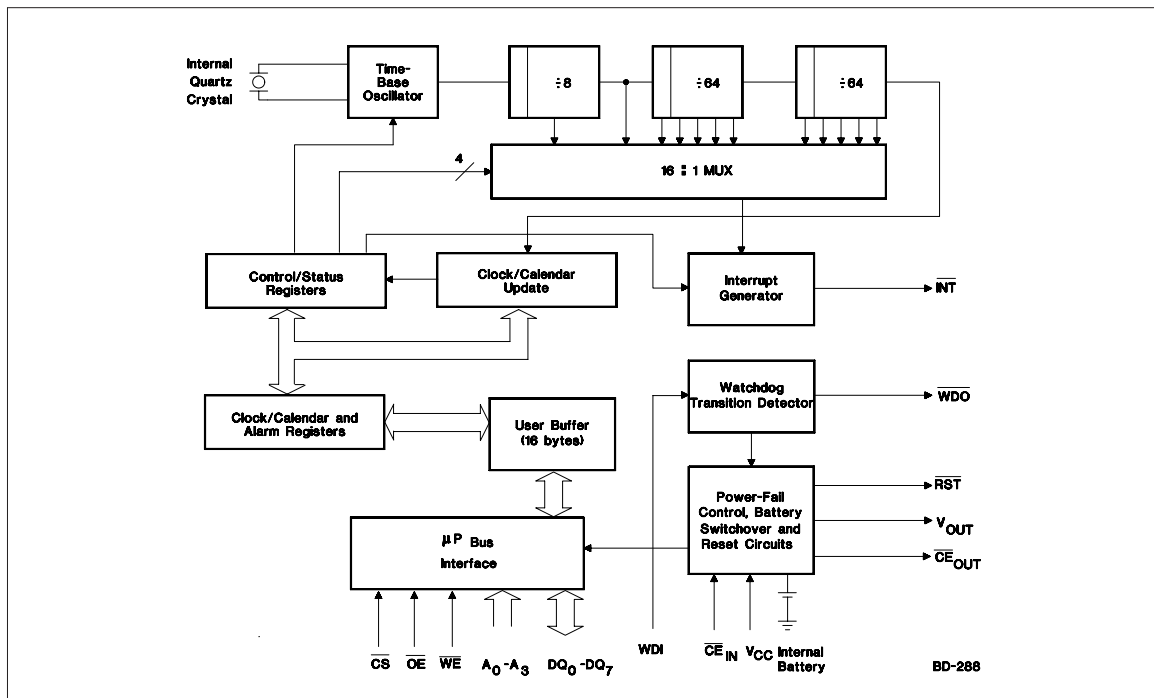 Internal
Quartz
Crystal
Time-
Base
Oscillator
÷8
÷64
÷64
4
16 : 1 MUX
Control/Status
Registers
Clock/Calendar
Update
Interrupt
Generator
INT
Clock/Calendar and
Alarm Registers
User Buffer
(16 bytes)
Watchdog
Transition Detector
WDO
μP Bus
Interface
Power-Fail
Control, Battery
Switchover and
Reset Circuits
RST
VOUT
CEOUT
CS
OE
WE
A0-A3
DQ0-DQ7
WDI
CEIN
VCC
Internal
Battery
BD-288